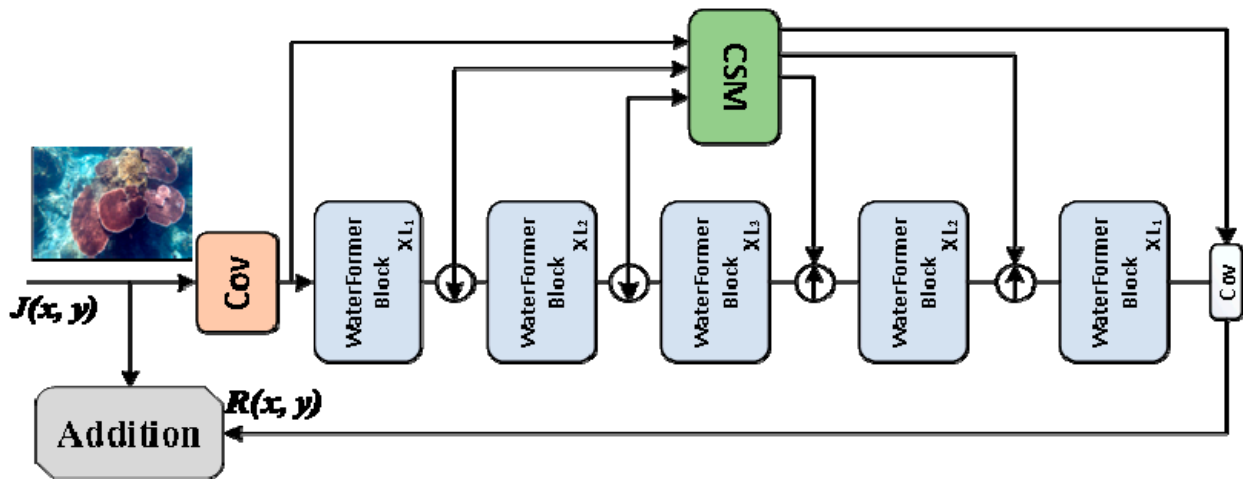 CSM
J(x, y)
Cov
WaterFormer
Block
XL1
WaterFormer
Block
XL2
WaterFormer
Block
XL3
WaterFormer
Block
XL2
WaterFormer
Block
XL1
Cov
R(x, y)
Addition